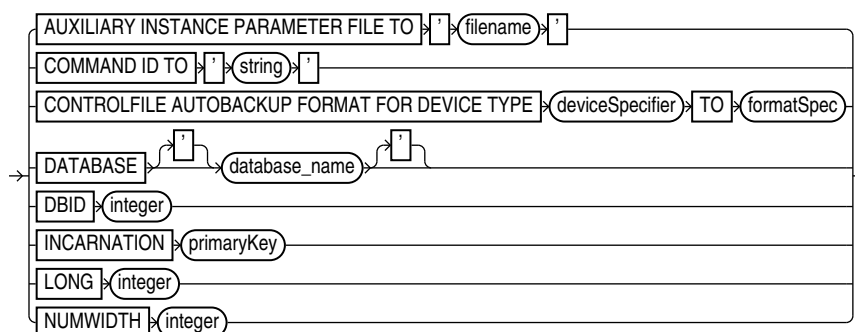 AUXILIARY INSTANCE PARAMETER FILE TO ' filename '
COMMAND ID TO ' string '
CONTROLFILE AUTOBACKUP FORMAT FOR DEVICE TYPE deviceSpecifier TO formatSpec
DATABASE ' database_name '
DBID integer
INCARNATION primaryKey
LONG integer
NUMWIDTH integer